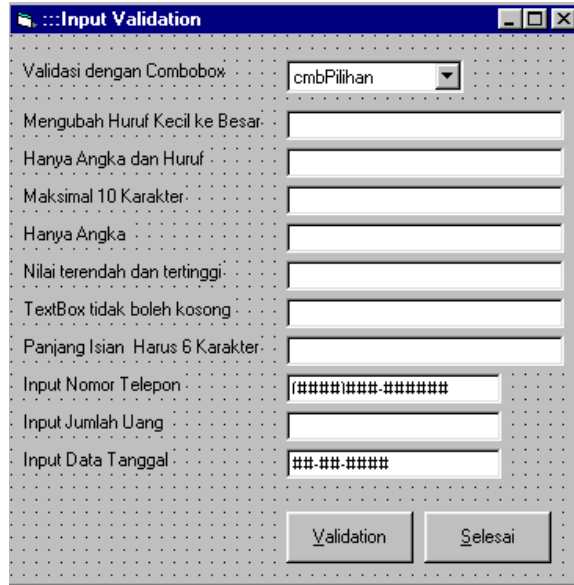 :::Input Validation
Validasi dengan Combobox cmbPilihan
Mengubah Huruf Kecil ke Besar
Hanya Angka dan Huruf
Maksimal 10 Karakter
Hanya Angka
Nilai terendah dan tertinggi
TextBox tidak boleh kosong
Panjang Isian Harus 6 Karakter
Input Nomor Telepon (####)###-######
Input Jumlah Uang
Input Data Tanggal ##-##-####
Validation Selesai